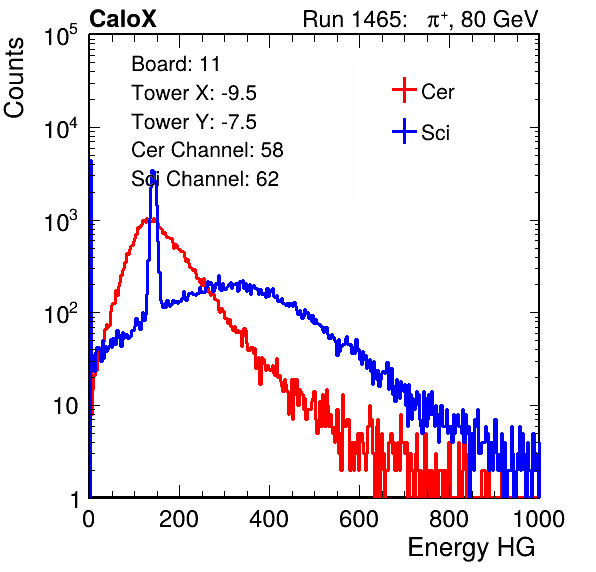 CaloX Run 1465: π⁺, 80 GeV
Counts
Board: 11
Tower X: -9.5
Tower Y: -7.5
Cer Channel: 58
Sci Channel: 62
Cer
Sci
10⁵
10⁴
10³
10²
10
1
0 200 400 600 800 1000
Energy HG